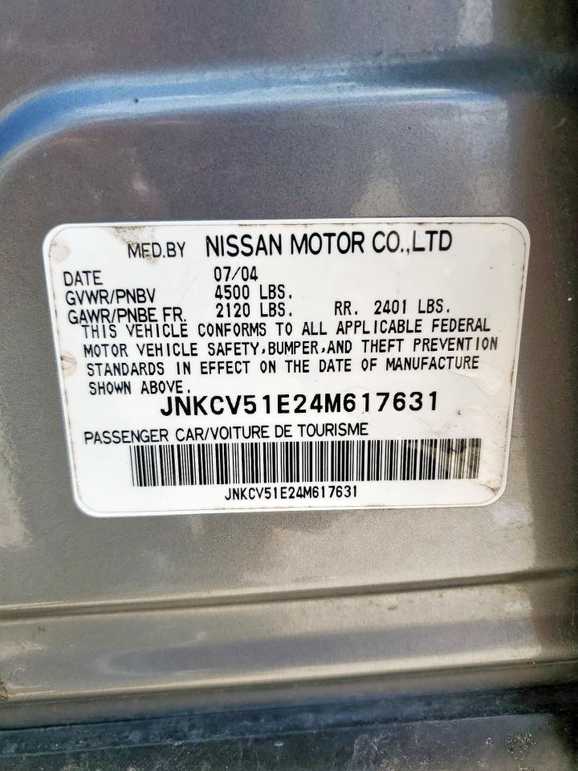 MFD.BY NISSAN MOTOR CO.,LTD
DATE 07/04
GVWR/PNBV 4500 LBS.
GAWR/PNBE FR. 2120 LBS. RR. 2401 LBS.
THIS VEHICLE CONFORMS TO ALL APPLICABLE FEDERAL
MOTOR VEHICLE SAFETY,BUMPER,AND THEFT PREVENTION
STANDARDS IN EFFECT ON THE DATE OF MANUFACTURE
SHOWN ABOVE.
JNKCV51E24M617631
PASSENGER CAR/VOITURE DE TOURISME
JNKCV51E24M617631